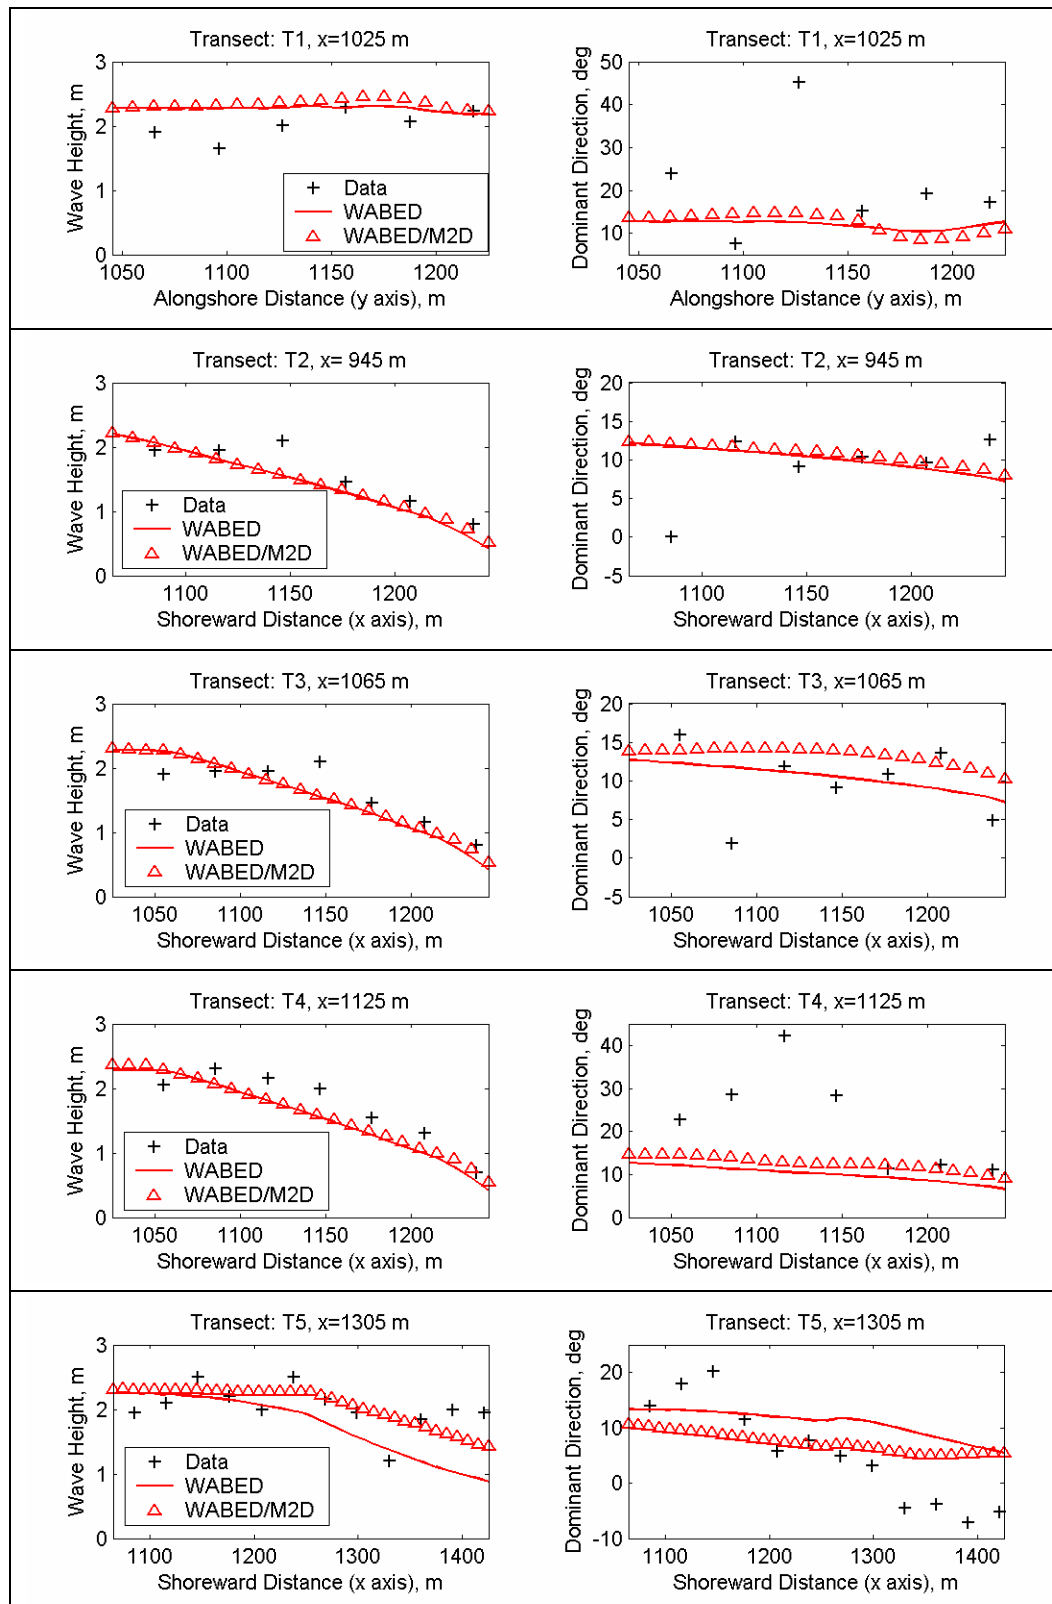 Transect: T1, x=1025 m
Wave Height, m
3
2
1
0
Data
WABED
WABED/M2D
1050 1100 1150 1200
Alongshore Distance (y axis), m
Transect: T1, x=1025 m
Dominant Direction, deg
50
40
30
20
10
1050 1100 1150 1200
Alongshore Distance (y axis), m
Transect: T2, x= 945 m
Wave Height, m
3
2
1
0
Data
WABED
WABED/M2D
1100 1150 1200
Shoreward Distance (x axis), m
Transect: T2, x= 945 m
Dominant Direction, deg
20
15
10
5
0
-5
1100 1150 1200
Shoreward Distance (x axis), m
Transect: T3, x=1065 m
Wave Height, m
3
2
1
0
Data
WABED
WABED/M2D
1050 1100 1150 1200
Shoreward Distance (x axis), m
Transect: T3, x=1065 m
Dominant Direction, deg
20
15
10
5
0
-5
1050 1100 1150 1200
Shoreward Distance (x axis), m
Transect: T4, x=1125 m
Wave Height, m
3
2
1
0
Data
WABED
WABED/M2D
1050 1100 1150 1200
Shoreward Distance (x axis), m
Transect: T4, x=1125 m
Dominant Direction, deg
40
30
20
10
0
1050 1100 1150 1200
Shoreward Distance (x axis), m
Transect: T5, x=1305 m
Wave Height, m
3
2
1
0
Data
WABED
WABED/M2D
1100 1200 1300 1400
Shoreward Distance (x axis), m
Transect: T5, x=1305 m
Dominant Direction, deg
20
10
0
-10
1100 1200 1300 1400
Shoreward Distance (x axis), m